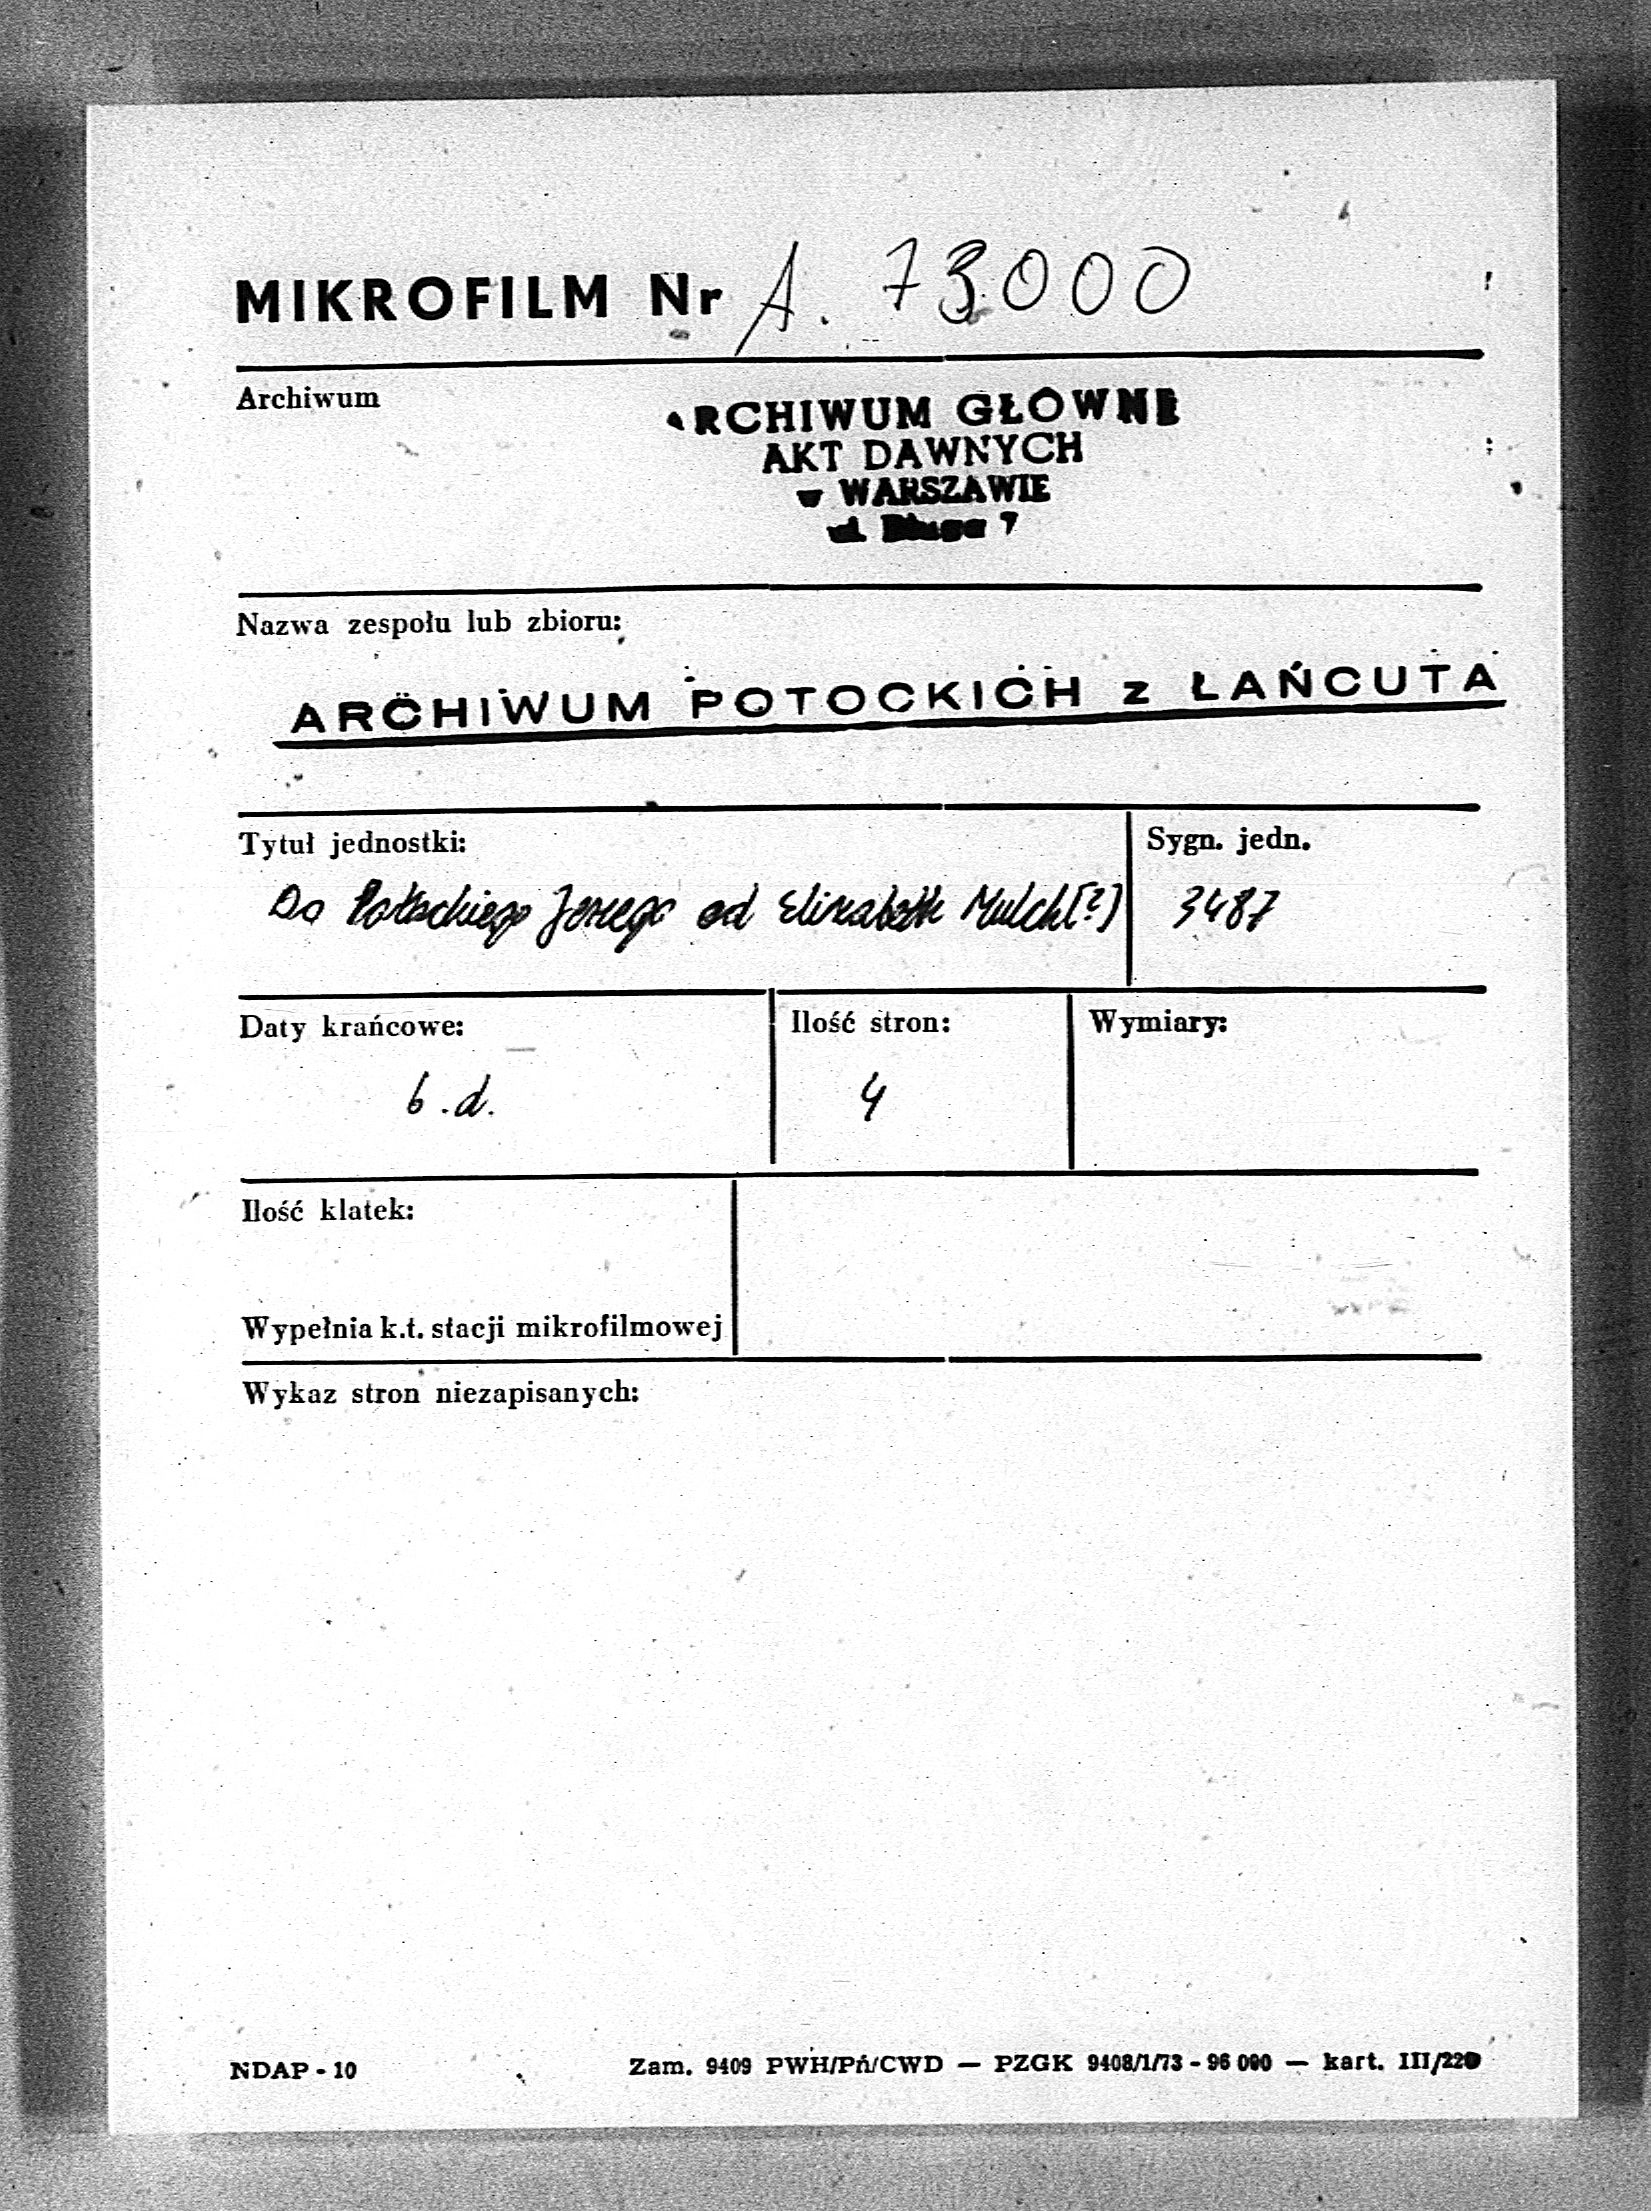 MIKROFILM Nr A. 73000
Archiwum
ARCHIWUM GŁÓWNE
AKT DAWNYCH
w WARSZAWIE
ul. Długa 7
Nazwa zespołu lub zbioru:
ARCHIWUM POTOCKICH z ŁAŃCUTA
Tytuł jednostki:
Sygn. jedn.
Do Potockiego Jerzego od Elizabeth Mulch[?]
3487
Daty krańcowe:
Ilość stron:
Wymiary:
b.d.
4
Ilość klatek:
Wypełnia k.t. stacji mikrofilmowej
Wykaz stron niezapisanych:
NDAP - 10
Zam. 9409 PWH/Pń/CWD — PZGK 9408/1/73 - 96 000 — kart. III/220